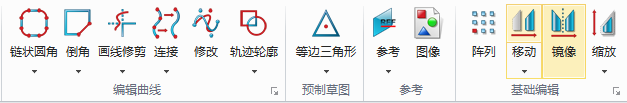 链状圆角 倒角 画线修剪 连接 修改 轨迹轮廓 等边三角形 参考 图像 阵列 移动 镜像 缩放
编辑曲线 预制草图 参考 基础编辑